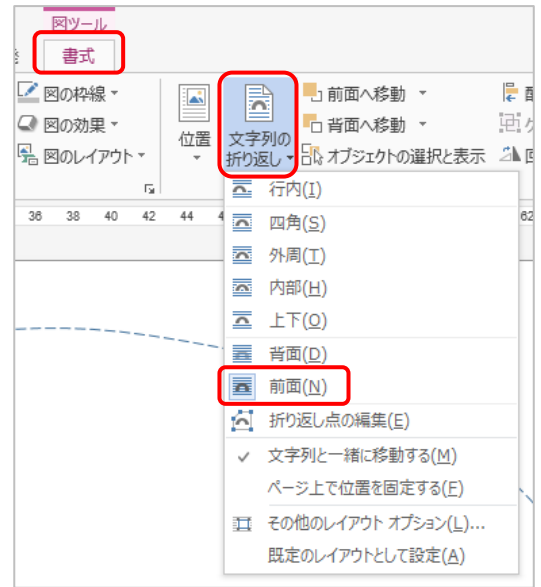 図ツール
書式
図の枠線
図の効果
図のレイアウト
位置
文字列の
折り返し
前面へ移動
背面へ移動
オブジェクトの選択と表示
36 38 40 42 44 4 62
行内(I)
四角(S)
外周(T)
内部(H)
上下(O)
背面(D)
前面(N)
折り返し点の編集(E)
文字列と一緒に移動する(M)
ページ上で位置を固定する(F)
その他のレイアウト オプション(L)...
既定のレイアウトとして設定(A)